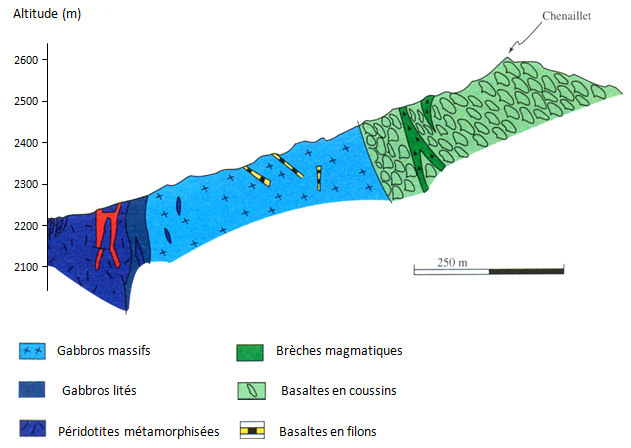 Altitude (m)
Chenaillet
2600
2500
2400
2300
2200
2100
250 m
Gabbros massifs
Brèches magmatiques
Gabbros lités
Basaltes en coussins
Péridotites métamorphisées
Basaltes en filons